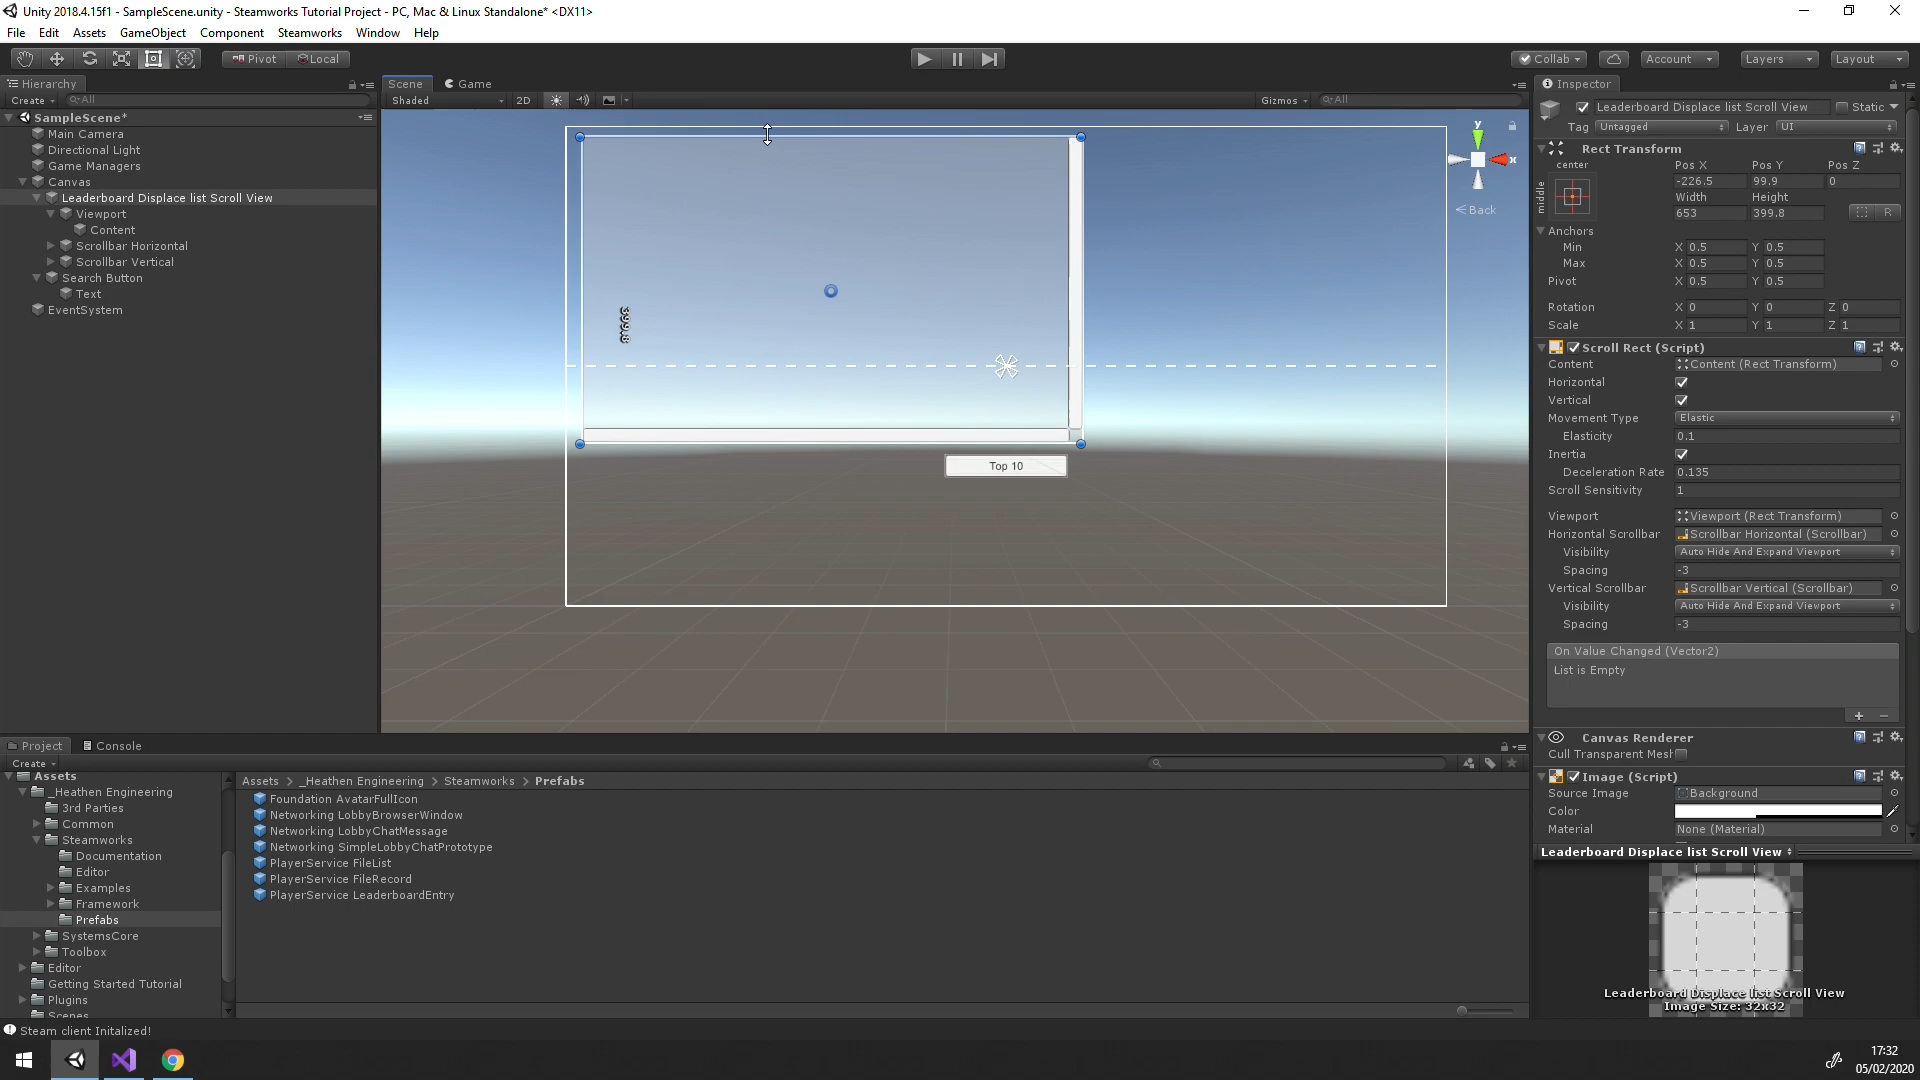 Unity 2018.4.15f1 - SampleScene.unity - Steamworks Tutorial Project - PC, Mac & Linux Standalone* <DX11>
File Edit Assets GameObject Component Steamworks Window Help
Pivot Local Collab Account Layers Layout
Hierarchy
Create All
SampleScene*
Main Camera
Directional Light
Game Managers
Canvas
Leaderboard Displace list Scroll View
Viewport
Content
Scrollbar Horizontal
Scrollbar Vertical
Search Button
Text
EventSystem
Scene Game
Shaded 2D Gizmos All
y
x
Back
399.8
Top 10
Inspector
Leaderboard Displace list Scroll View Static
Tag Untagged Layer UI
Rect Transform
center Pos X Pos Y Pos Z
middle -226.5 99.9 0
Width Height
653 399.8 R
Anchors
Min X 0.5 Y 0.5
Max X 0.5 Y 0.5
Pivot X 0.5 Y 0.5
Rotation X 0 Y 0 Z 0
Scale X 1 Y 1 Z 1
Scroll Rect (Script)
Content Content (Rect Transform)
Horizontal
Vertical
Movement Type Elastic
Elasticity 0.1
Inertia
Deceleration Rate 0.135
Scroll Sensitivity 1
Viewport Viewport (Rect Transform)
Horizontal Scrollbar Scrollbar Horizontal (Scrollbar)
Visibility Auto Hide And Expand Viewport
Spacing -3
Vertical Scrollbar Scrollbar Vertical (Scrollbar)
Visibility Auto Hide And Expand Viewport
Spacing -3
On Value Changed (Vector2)
List is Empty
Canvas Renderer
Cull Transparent Mesh
Image (Script)
Source Image Background
Color
Material None (Material)
Leaderboard Displace list Scroll View
Leaderboard Displace list Scroll View
Image Size: 32x32
Project Console
Create
Assets
_Heathen Engineering
3rd Parties
Common
Steamworks
Documentation
Editor
Examples
Framework
Prefabs
SystemsCore
Toolbox
Editor
Getting Started Tutorial
Plugins
Scenes
Assets > _Heathen Engineering > Steamworks > Prefabs
Foundation AvatarFullIcon
Networking LobbyBrowserWindow
Networking LobbyChatMessage
Networking SimpleLobbyChatPrototype
PlayerService FileList
PlayerService FileRecord
PlayerService LeaderboardEntry
Steam client Initalized!
17:32
05/02/2020